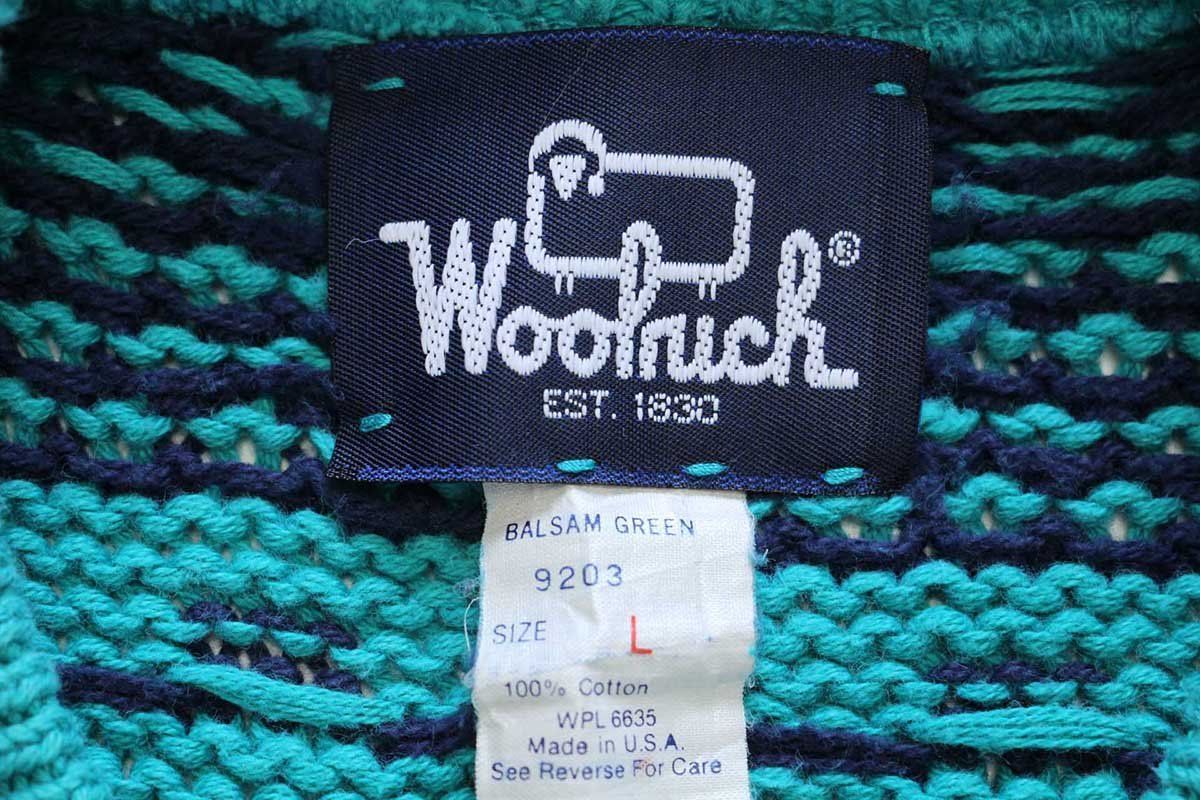 Woolrich®
EST. 1830
BALSAM GREEN
9203
SIZE L
100% Cotton
WPL 6635
Made in U.S.A.
See Reverse For Care